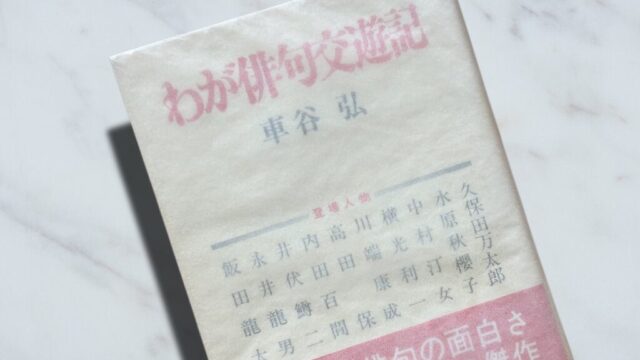 わが俳句交遊記
車谷 弘
登場人物
久保田万太郎
水原秋櫻子
中村汀女
横光利一
川端康成
高田 保
内田百間
井伏鱒二
永井龍男
飯田龍太
俳句の面白さ
傑作